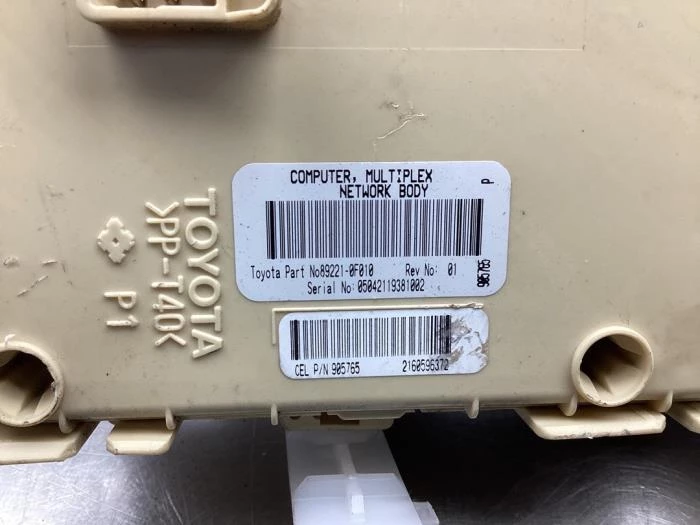 COMPUTER, MULTIPLEX
NETWORK BODY
P
Toyota Part No89221-0F010 Rev No: 01
Serial No: 05042119381002
905765
CEL P/N 905765 2160596372
TOYOTA
>PP-T40<
P1